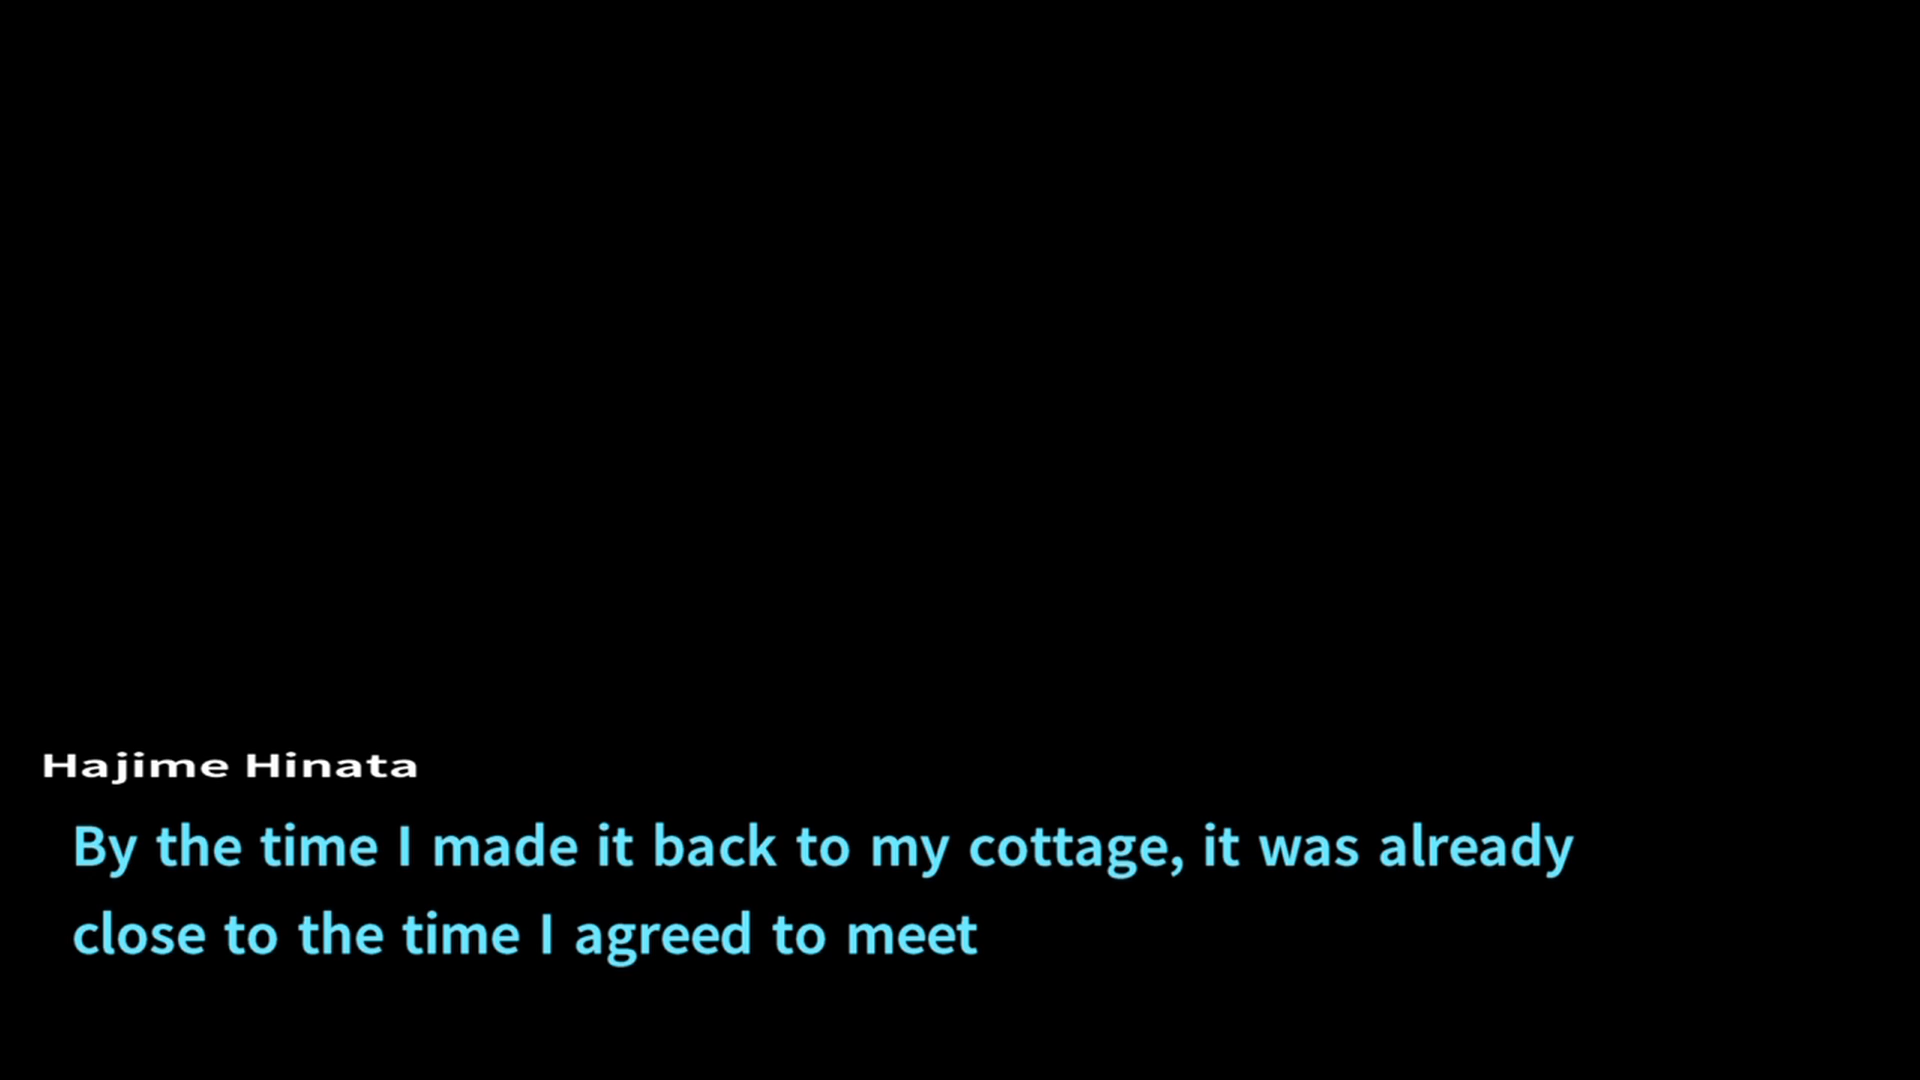 Hajime Hinata
By the time I made it back to my cottage, it was already
close to the time I agreed to meet